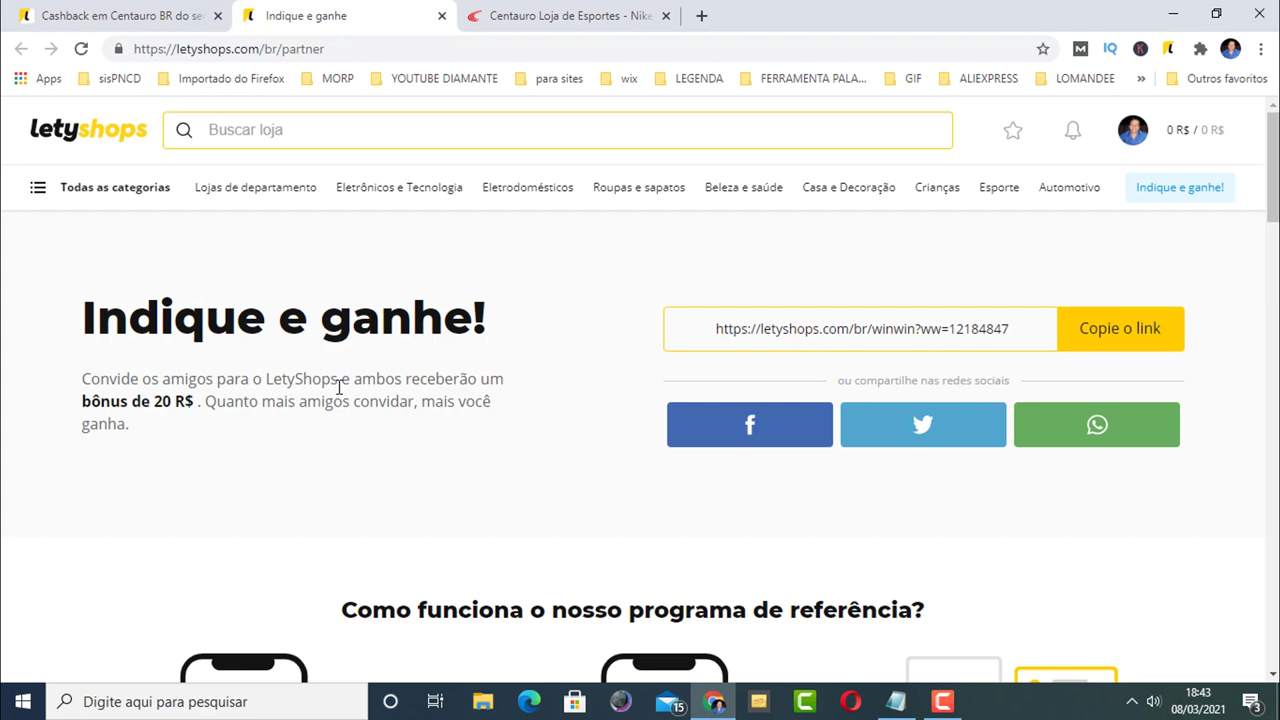 Cashback em Centauro BR do se
Indique e ganhe
Centauro Loja de Esportes - Nike
https://letyshops.com/br/partner
Apps
sisPNCD
Importado do Firefox
MORP
YOUTUBE DIAMANTE
para sites
wix
LEGENDA
FERRAMENTA PALA...
GIF
ALIEXPRESS
LOMANDEE
»
Outros favoritos
letyshops
Buscar loja
0 R$ / 0 R$
Todas as categorias
Lojas de departamento
Eletrônicos e Tecnologia
Eletrodomésticos
Roupas e sapatos
Beleza e saúde
Casa e Decoração
Crianças
Esporte
Automotivo
Indique e ganhe!
Indique e ganhe!
Convide os amigos para o LetyShops e ambos receberão um
bônus de 20 R$ . Quanto mais amigos convidar, mais você
ganha.
https://letyshops.com/br/winwin?ww=12184847
Copie o link
ou compartilhe nas redes sociais
Como funciona o nosso programa de referência?
Digite aqui para pesquisar
15
18:43
08/03/2021
3